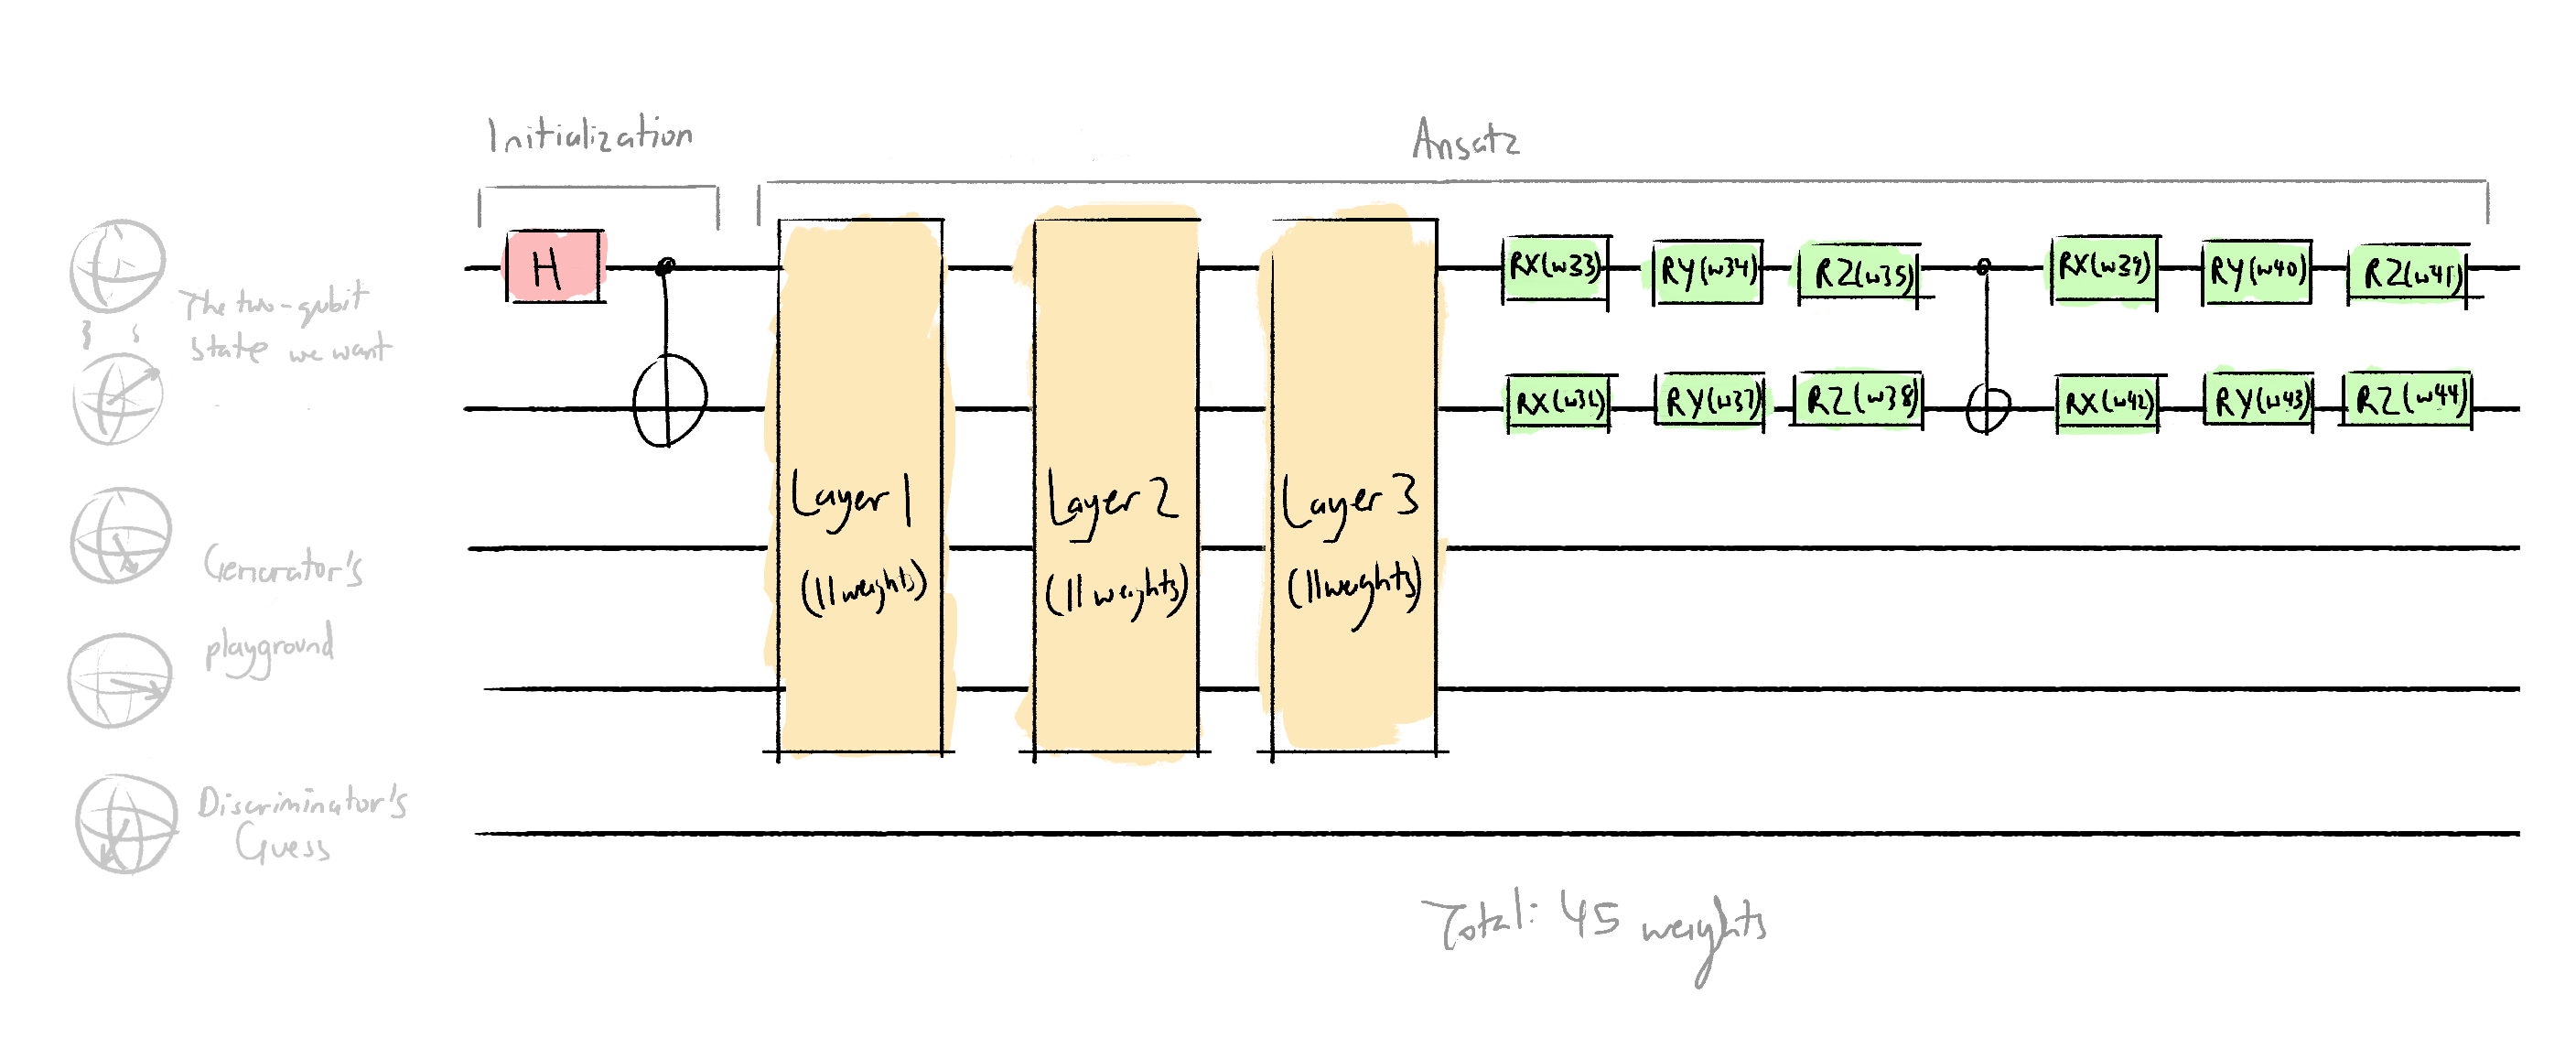 Initialization
Ansatz
H
RX(w33) RY(w34) RZ(w35) RX(w39) RY(w40) RZ(w41)
The two-qubit
state we want
RX(w36) RY(w37) RZ(w38) RX(w42) RY(w43) RZ(w44)
Layer 1
(11 weights)
Layer 2
(11 weights)
Layer 3
(11 weights)
Generator's
playground
Discriminator's
Guess
Total: 45 weights